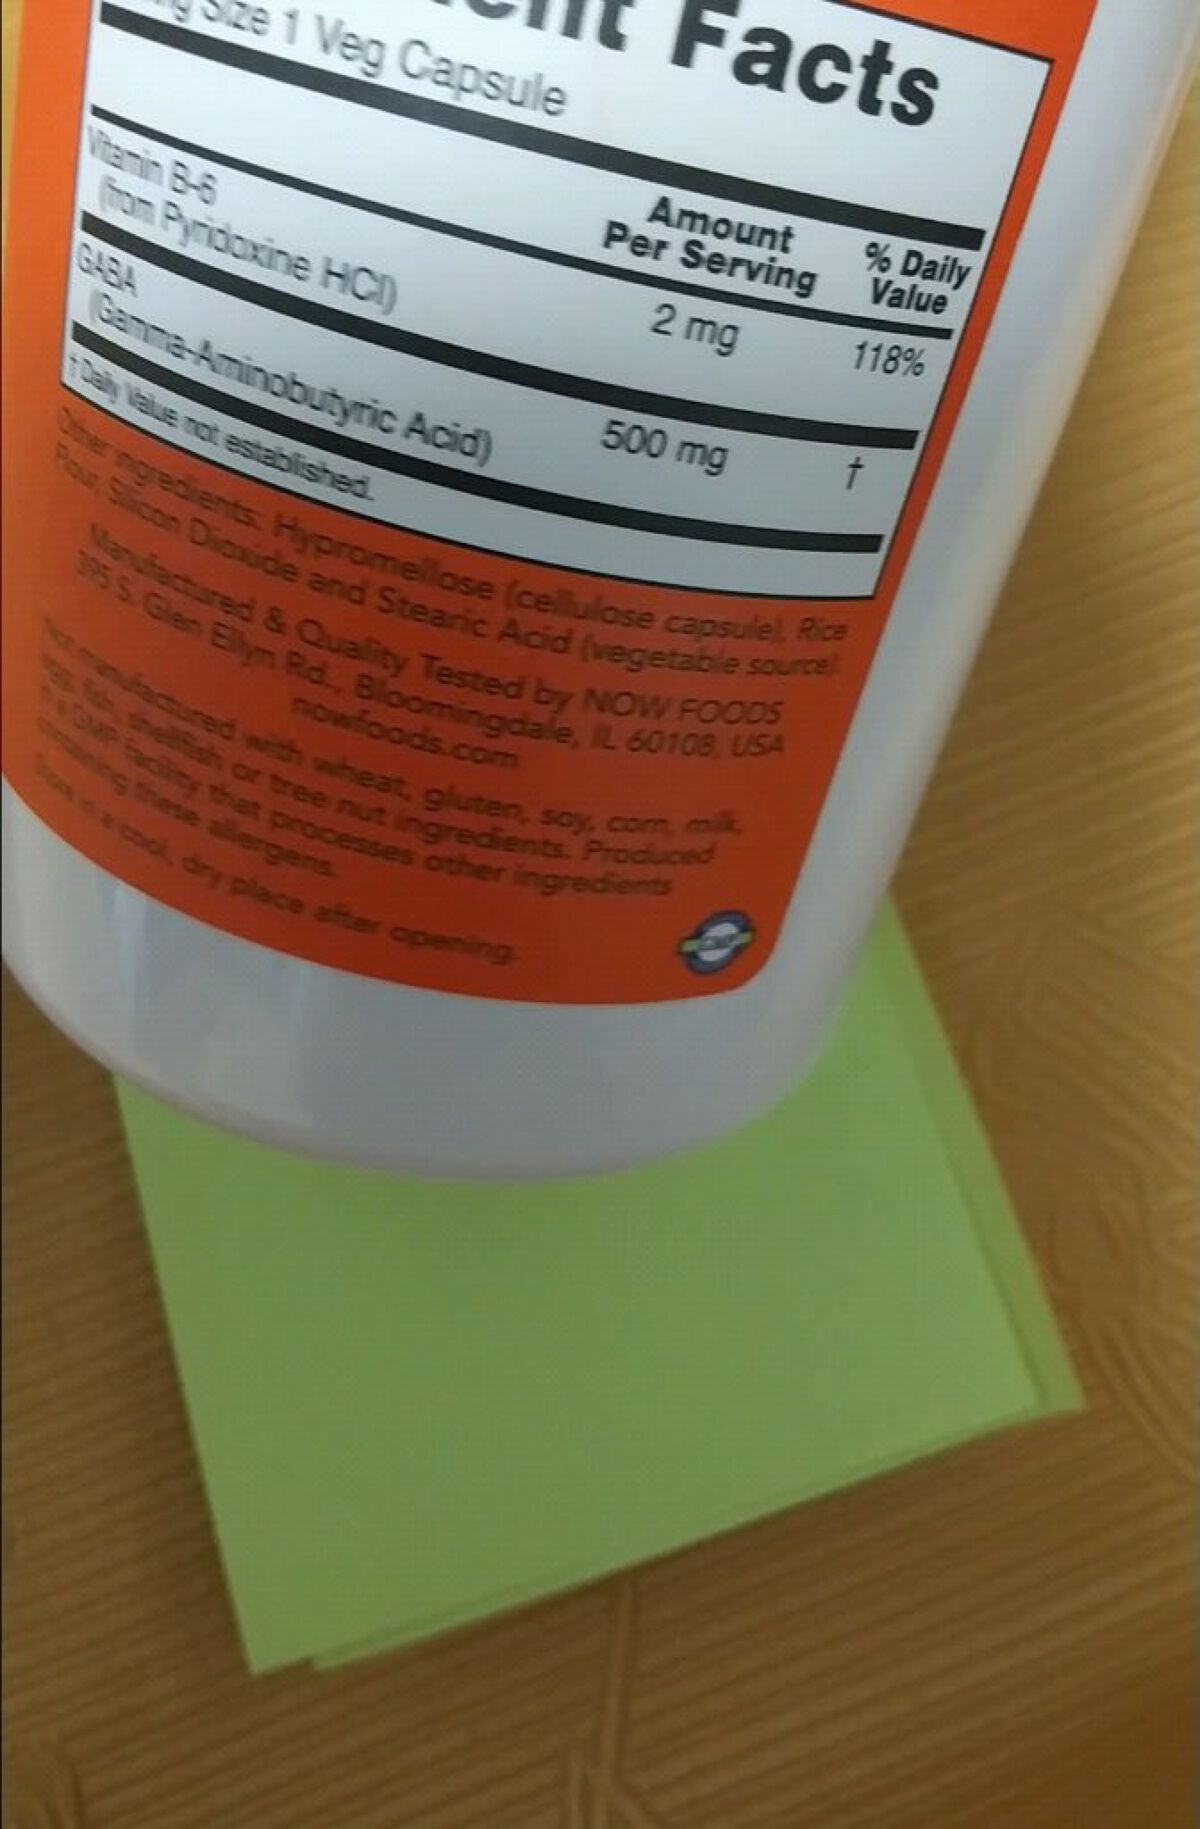 Facts
Size 1 Veg Capsule
Amount
Per Serving
% Daily
Value
Vitamin B-6
(from Pyridoxine HCl)
2 mg
118%
GABA
(Gamma-Aminobutyric Acid)
500 mg
†
† Daily Value not established.
Other ingredients: Hypromellose (cellulose capsule), Rice
Flour, Silicon Dioxide and Stearic Acid (vegetable source).
Manufactured & Quality Tested by NOW FOODS
395 S. Glen Ellyn Rd., Bloomingdale, IL 60108, USA
nowfoods.com
Not manufactured with wheat, gluten, soy, corn, milk,
egg, fish, shellfish or tree nut ingredients. Produced
in a GMP facility that processes other ingredients
containing these allergens.
Store in a cool, dry place after opening.
GMP